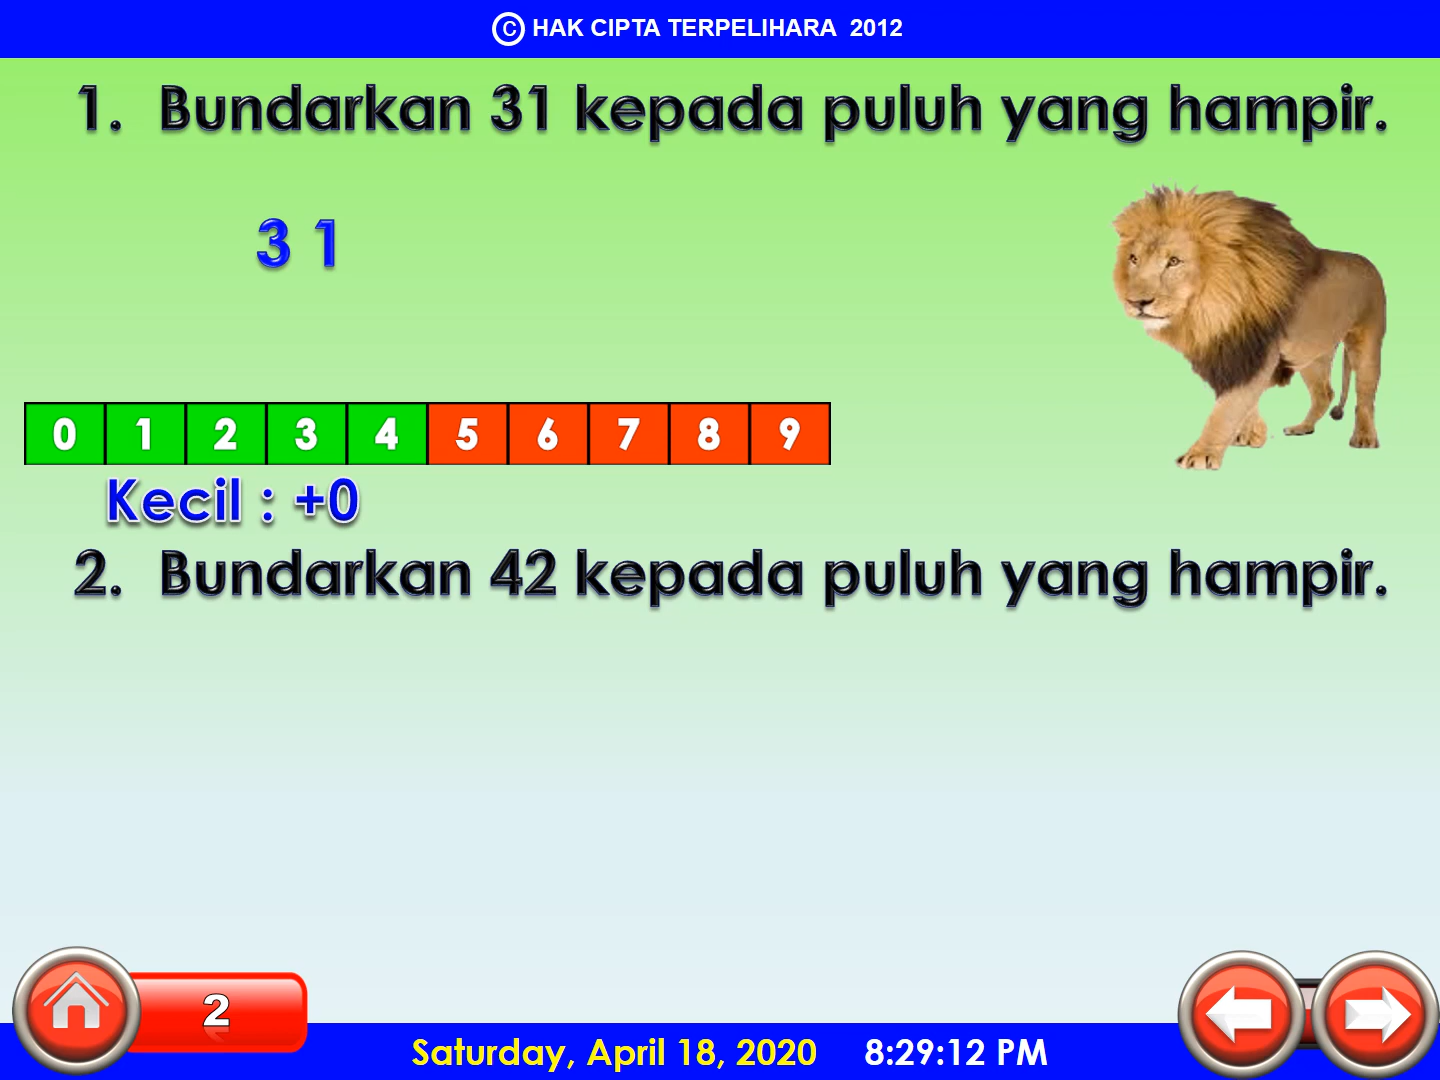 © HAK CIPTA TERPELIHARA 2012
1. Bundarkan 31 kepada puluh yang hampir.
3 1
0 1 2 3 4 5 6 7 8 9
Kecil : +0
2. Bundarkan 42 kepada puluh yang hampir.
2
Saturday, April 18, 2020 8:29:12 PM